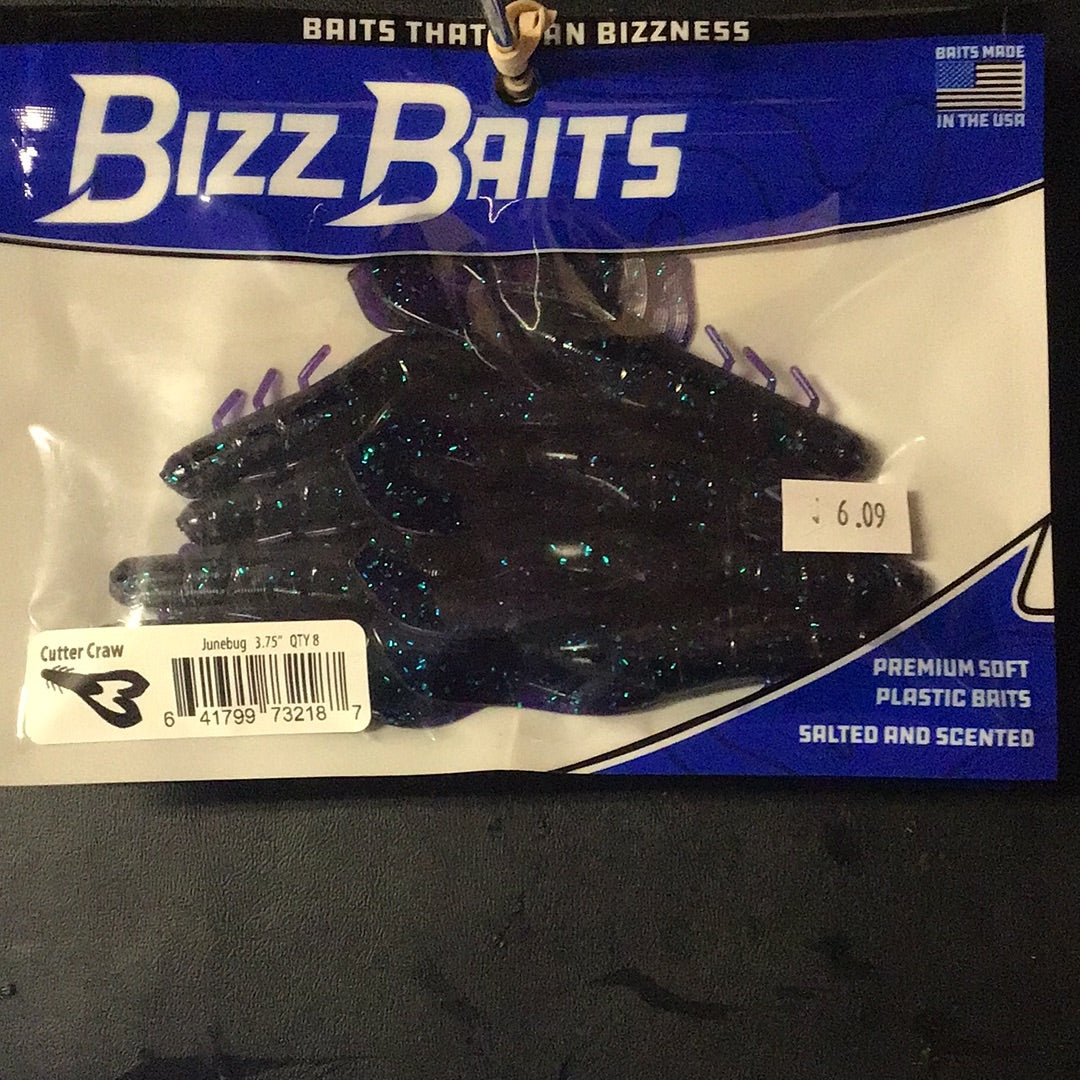 BAITS THAT AN BIZZNESS
BAITS MADE
IN THE USA
BIZZ BAITS
6.09
Cutter Craw
Junebug 3.75" QTY 8
6 41799 73218 7
PREMIUM SOFT
PLASTIC BAITS
SALTED AND SCENTED